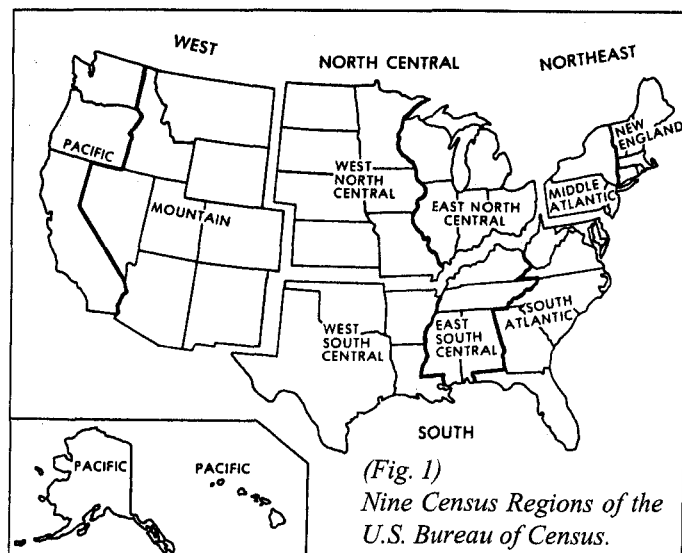 WEST
NORTH CENTRAL
NORTHEAST
PACIFIC
MOUNTAIN
WEST
NORTH
CENTRAL
EAST NORTH
CENTRAL
NEW
ENGLAND
MIDDLE
ATLANTIC
WEST
SOUTH
CENTRAL
EAST
SOUTH
CENTRAL
SOUTH
ATLANTIC
SOUTH
PACIFIC
PACIFIC
(Fig. 1)
Nine Census Regions of the
U.S. Bureau of Census.